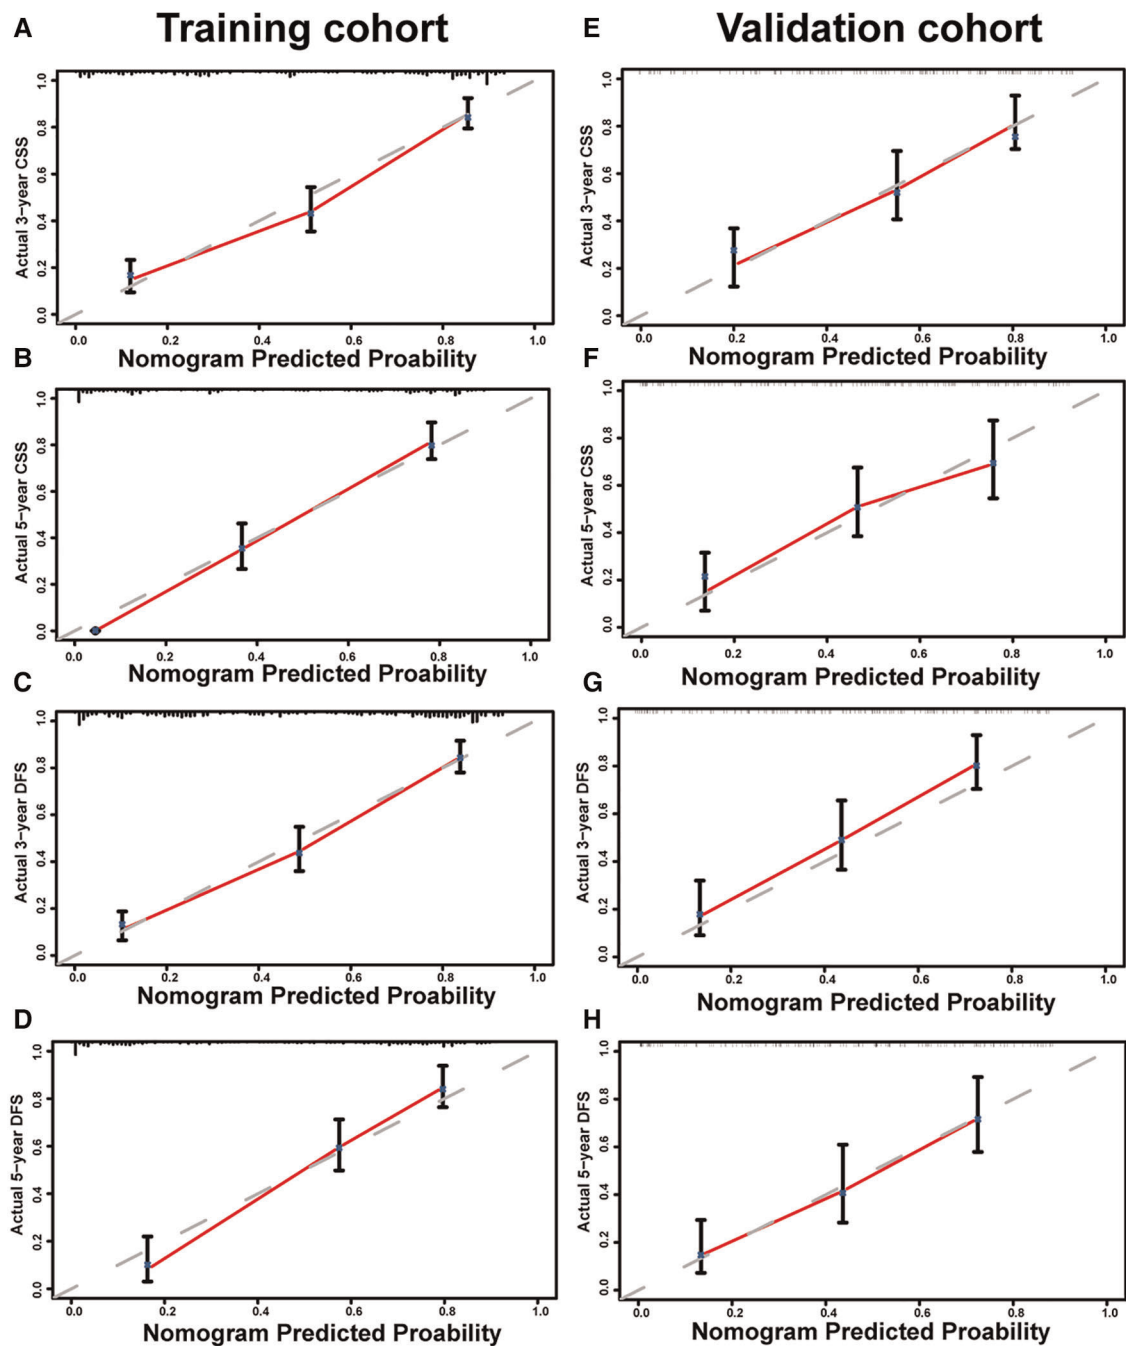 A Training cohort
E Validation cohort
Actual 3-year CSS
0.0 0.2 0.4 0.6 0.8 1.0
0.0 0.2 0.4 0.6 0.8 1.0
Nomogram Predicted Proability
Actual 3-year CSS
0.0 0.2 0.4 0.6 0.8 1.0
0.0 0.2 0.4 0.6 0.8 1.0
Nomogram Predicted Proability
B
Actual 5-year CSS
0.0 0.2 0.4 0.6 0.8 1.0
0.0 0.2 0.4 0.6 0.8 1.0
Nomogram Predicted Proability
F
Actual 5-year CSS
0.0 0.2 0.4 0.6 0.8 1.0
0.0 0.2 0.4 0.6 0.8 1.0
Nomogram Predicted Proability
C
Actual 3-year DFS
0.0 0.2 0.4 0.6 0.8 1.0
0.0 0.2 0.4 0.6 0.8 1.0
Nomogram Predicted Proability
G
Actual 3-year DFS
0.0 0.2 0.4 0.6 0.8 1.0
0.0 0.2 0.4 0.6 0.8 1.0
Nomogram Predicted Proability
D
Actual 5-year DFS
0.0 0.2 0.4 0.6 0.8 1.0
0.0 0.2 0.4 0.6 0.8 1.0
Nomogram Predicted Proability
H
Actual 5-year DFS
0.0 0.2 0.4 0.6 0.8 1.0
0.0 0.2 0.4 0.6 0.8 1.0
Nomogram Predicted Proability